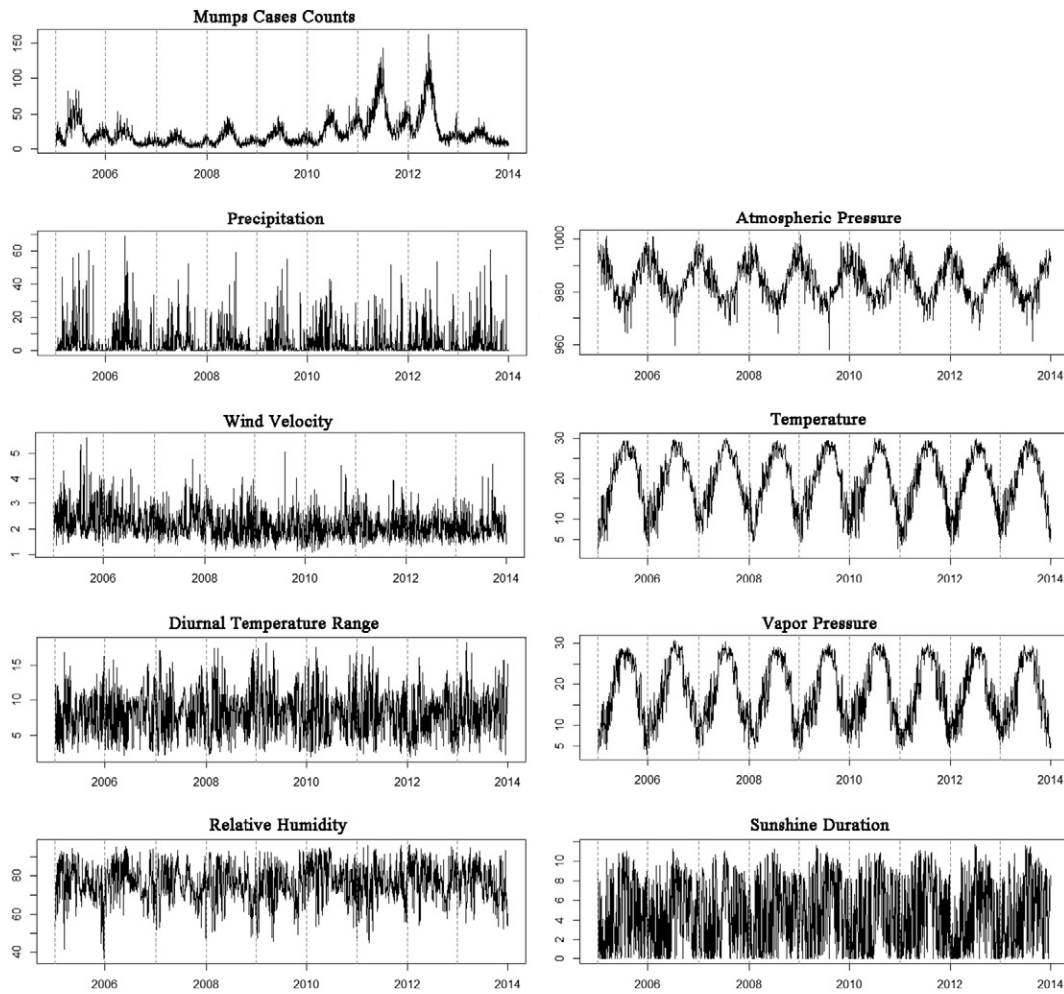 Mumps Cases Counts
150
100
50
0
2006 2008 2010 2012 2014
Precipitation
60
40
20
0
2006 2008 2010 2012 2014
Atmospheric Pressure
1000
980
960
2006 2008 2010 2012 2014
Wind Velocity
5
4
3
2
1
2006 2008 2010 2012 2014
Temperature
30
20
10
5
2006 2008 2010 2012 2014
Diurnal Temperature Range
15
10
5
2006 2008 2010 2012 2014
Vapor Pressure
30
20
10
5
2006 2008 2010 2012 2014
Relative Humidity
80
60
40
2006 2008 2010 2012 2014
Sunshine Duration
10
8
6
4
2
0
2006 2008 2010 2012 2014